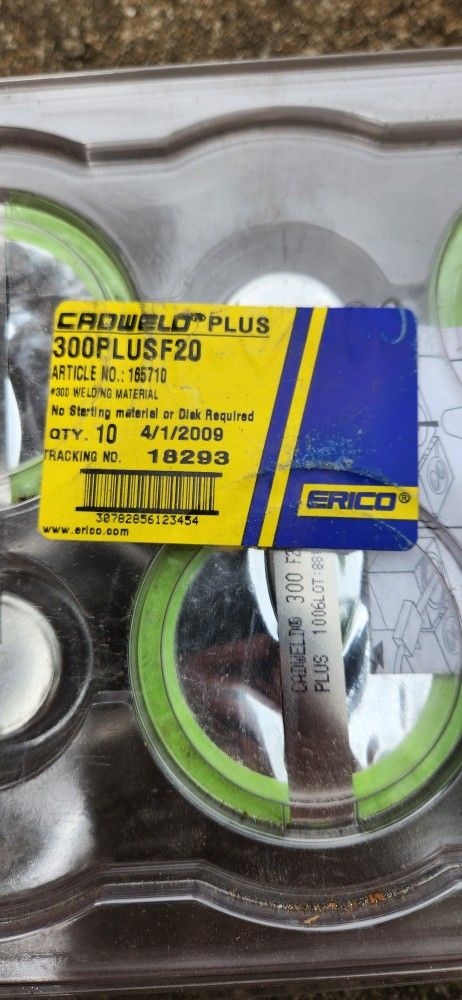 CADWELD® PLUS
300PLUSF20
ARTICLE NO.: 165710
#300 WELDING MATERIAL
No Starting material or Disk Required
QTY. 10 4/1/2009
TRACKING NO. 18293
30782856123454
www.erico.com
ERICO®
CADWELD® 300
PLUS 1006LOT: